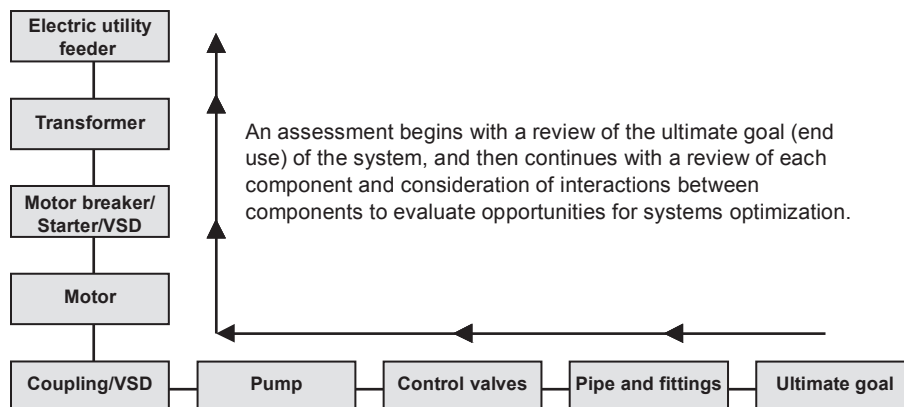 Electric utility
feeder
Transformer
An assessment begins with a review of the ultimate goal (end
use) of the system, and then continues with a review of each
component and consideration of interactions between
components to evaluate opportunities for systems optimization.
Motor breaker/
Starter/VSD
Motor
Coupling/VSD
Pump
Control valves
Pipe and fittings
Ultimate goal